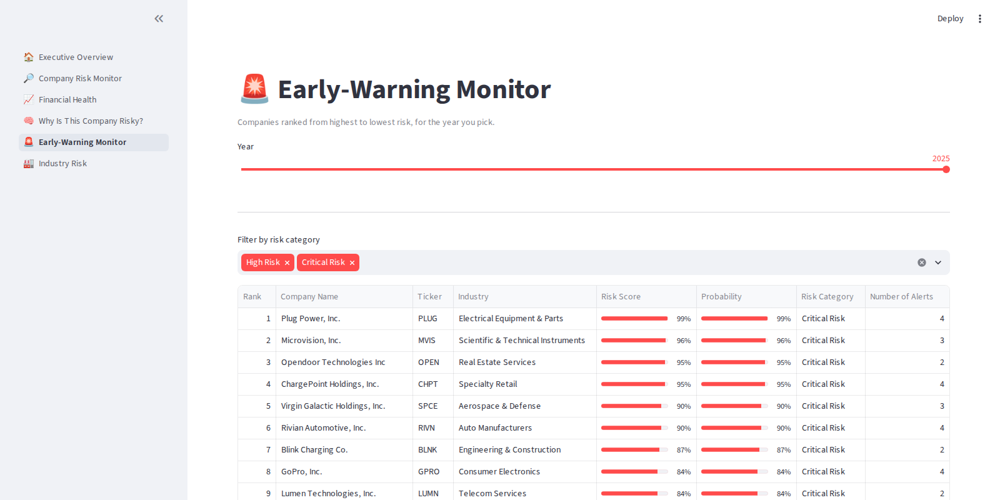 Deploy
Executive Overview
Company Risk Monitor
Financial Health
Why Is This Company Risky?
Early-Warning Monitor
Industry Risk
Early-Warning Monitor
Companies ranked from highest to lowest risk, for the year you pick.
Year
2025
Filter by risk category
High Risk × Critical Risk ×
Rank Company Name Ticker Industry Risk Score Probability Risk Category Number of Alerts
1 Plug Power, Inc. PLUG Electrical Equipment & Parts 99% 99% Critical Risk 4
2 Microvision, Inc. MVIS Scientific & Technical Instruments 96% 96% Critical Risk 3
3 Opendoor Technologies Inc OPEN Real Estate Services 95% 95% Critical Risk 2
4 ChargePoint Holdings, Inc. CHPT Specialty Retail 95% 95% Critical Risk 4
5 Virgin Galactic Holdings, Inc. SPCE Aerospace & Defense 90% 90% Critical Risk 3
6 Rivian Automotive, Inc. RIVN Auto Manufacturers 90% 90% Critical Risk 4
7 Blink Charging Co. BLNK Engineering & Construction 87% 87% Critical Risk 2
8 GoPro, Inc. GPRO Consumer Electronics 84% 84% Critical Risk 4
9 Lumen Technologies, Inc. LUMN Telecom Services 84% 84% Critical Risk 2